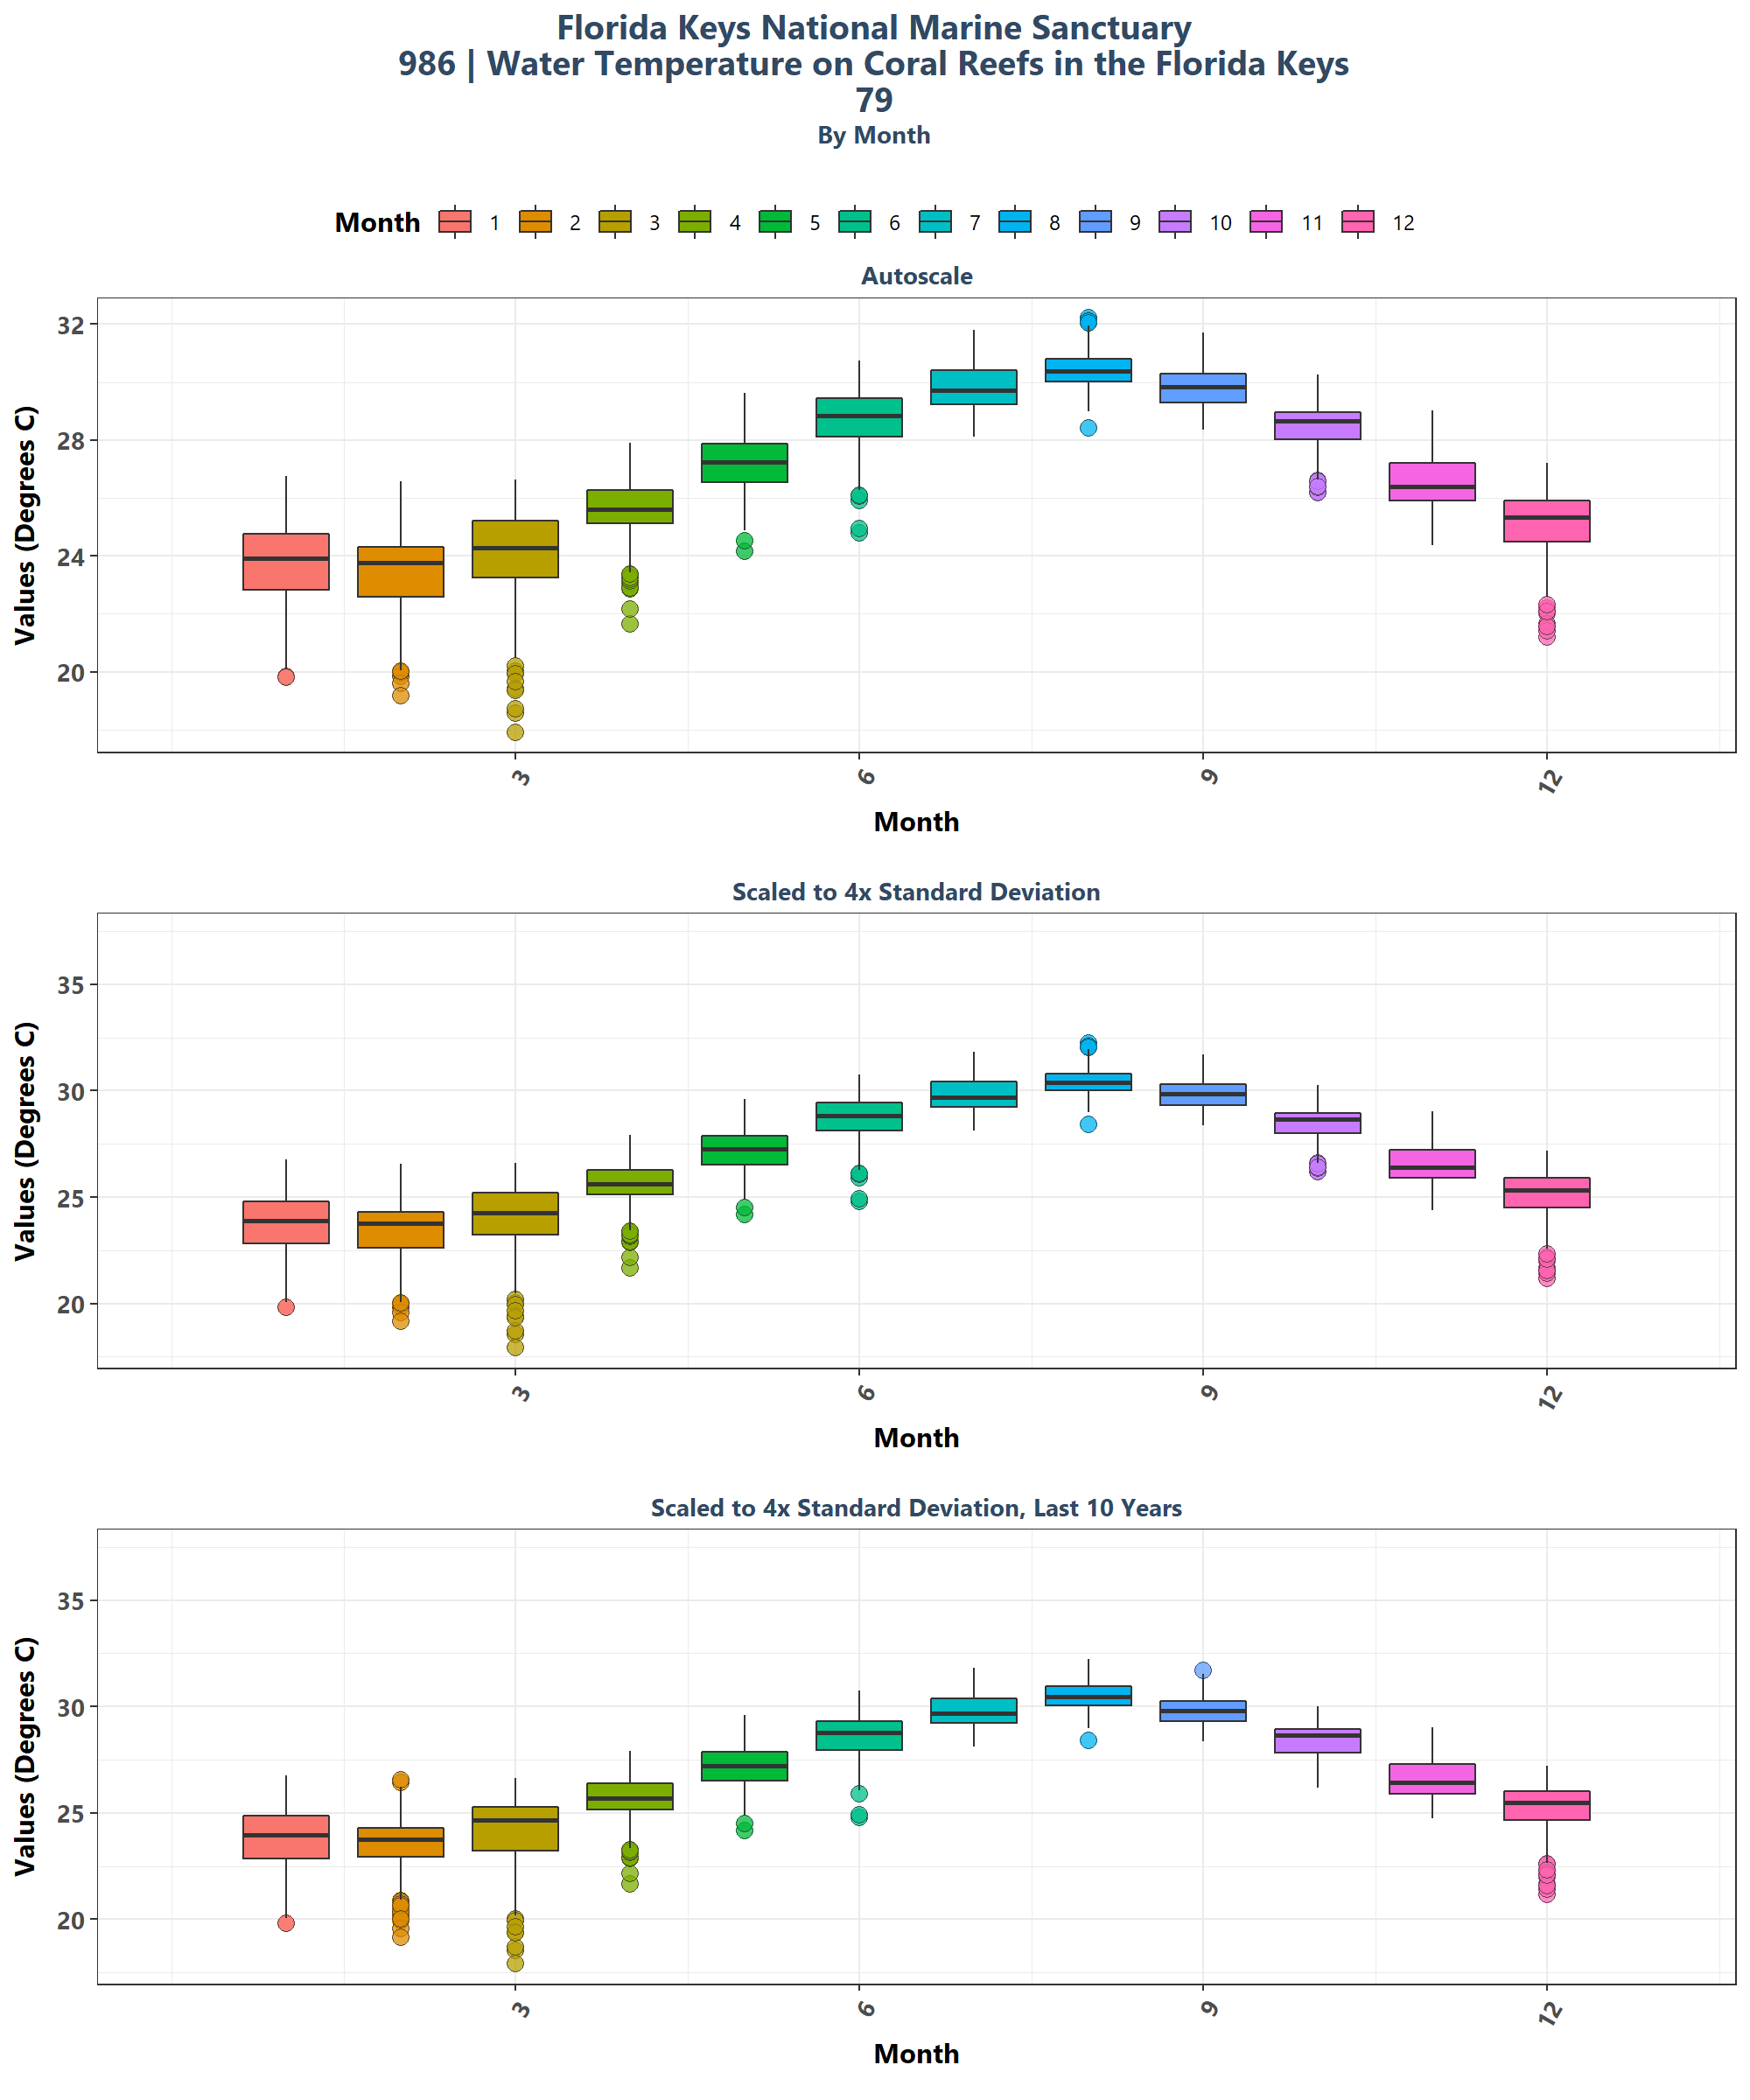 Florida Keys National Marine Sanctuary
986 | Water Temperature on Coral Reefs in the Florida Keys
79
By Month
Month 1 2 3 4 5 6 7 8 9 10 11 12
Autoscale
Values (Degrees C)
32
28
24
20
3 6 9 12
Month
Scaled to 4x Standard Deviation
Values (Degrees C)
35
30
25
20
3 6 9 12
Month
Scaled to 4x Standard Deviation, Last 10 Years
Values (Degrees C)
35
30
25
20
3 6 9 12
Month